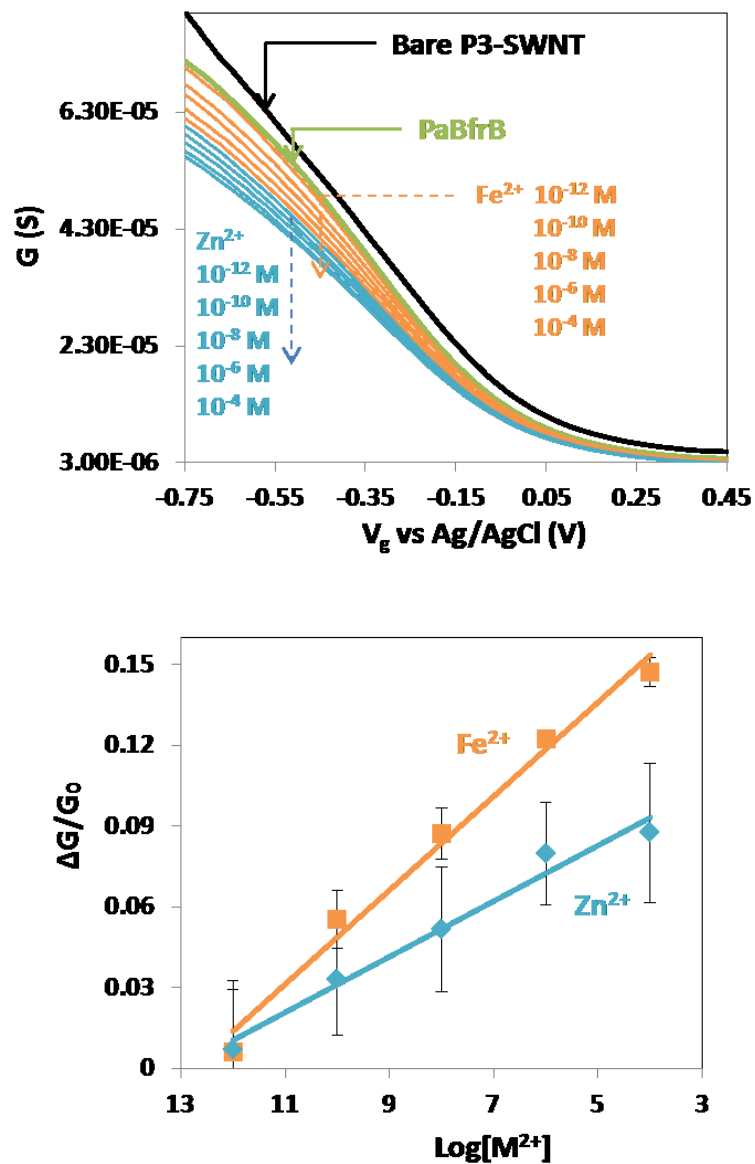 Bare P3-SWNT
PaBfrB
6.30E-05
4.30E-05
2.30E-05
3.00E-06
G (S)
Fe²⁺ 10⁻¹² M
10⁻¹⁰ M
10⁻⁸ M
10⁻⁶ M
10⁻⁴ M
Zn²⁺
10⁻¹² M
10⁻¹⁰ M
10⁻⁸ M
10⁻⁶ M
10⁻⁴ M
-0.75 -0.55 -0.35 -0.15 0.05 0.25 0.45
V_g vs Ag/AgCl (V)
0.15
0.12
0.09
0.06
0.03
0
ΔG/G₀
Fe²⁺
Zn²⁺
13 11 9 7 5 3
Log[M²⁺]